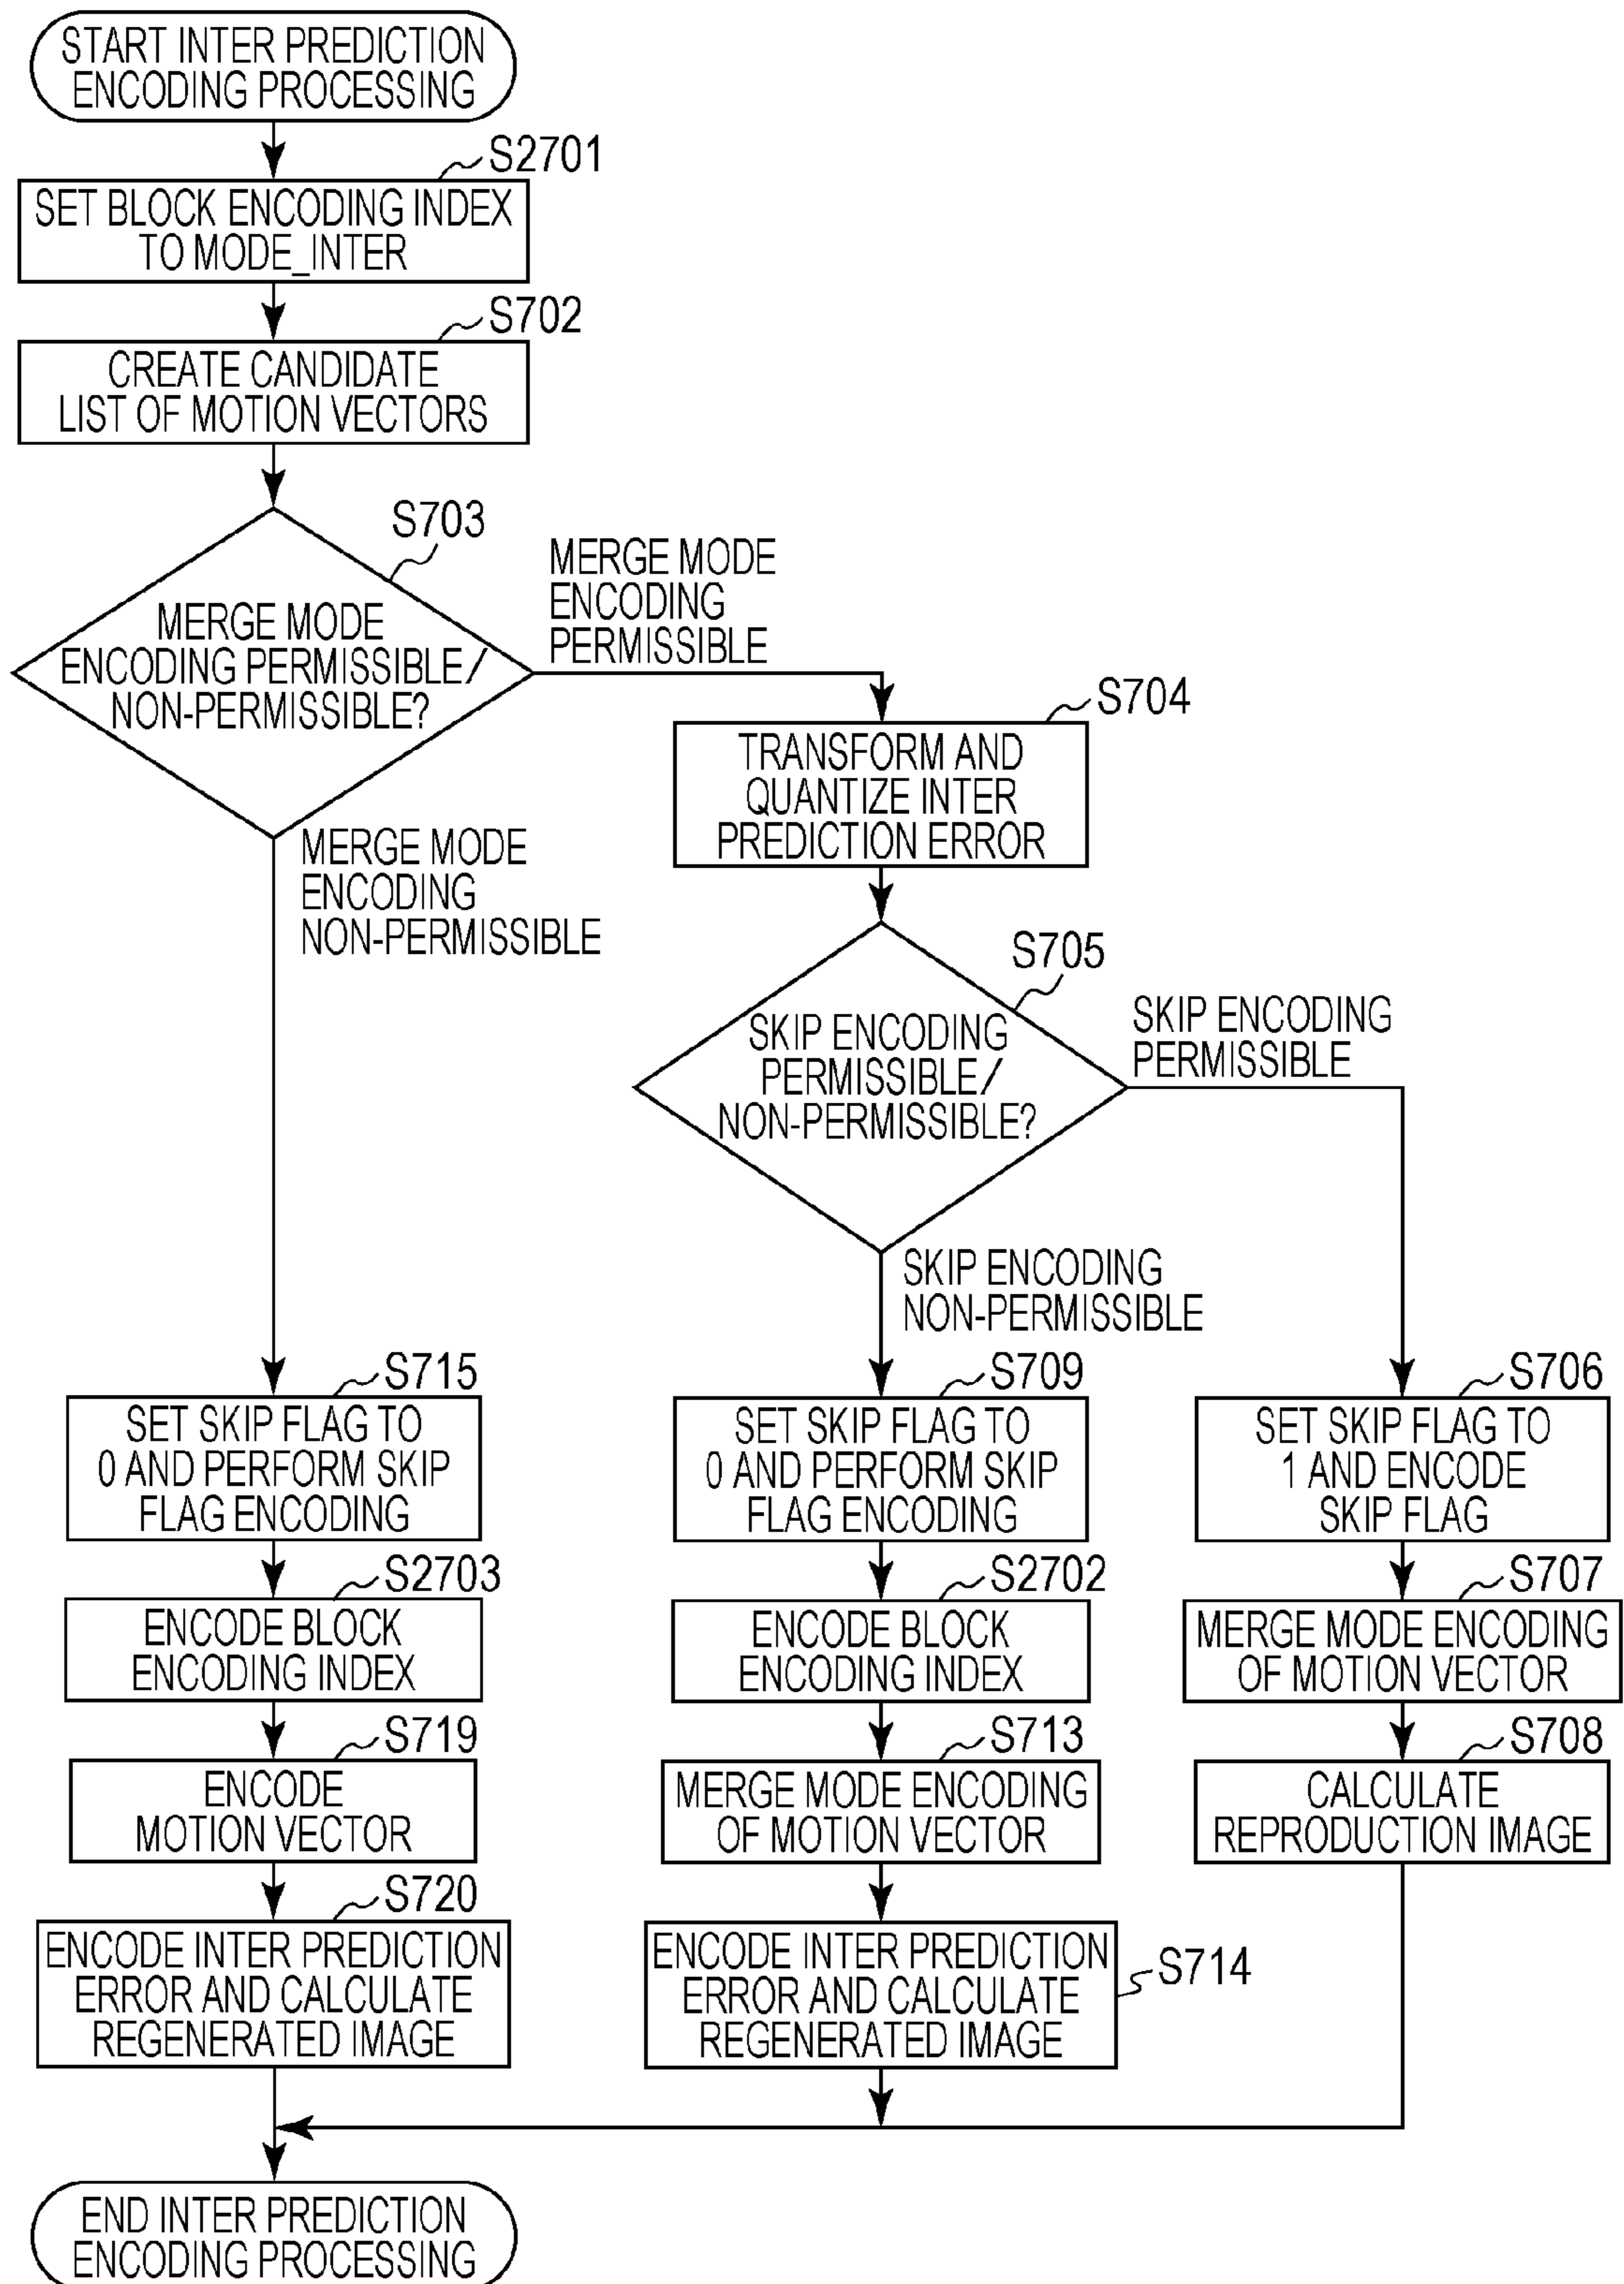 START INTER PREDICTION
ENCODING PROCESSING
S2701
SET BLOCK ENCODING INDEX
TO MODE_INTER
S702
CREATE CANDIDATE
LIST OF MOTION VECTORS
S703
MERGE MODE
ENCODING PERMISSIBLE/
NON-PERMISSIBLE?
MERGE MODE
ENCODING
PERMISSIBLE
MERGE MODE
ENCODING
NON-PERMISSIBLE
S704
TRANSFORM AND
QUANTIZE INTER
PREDICTION ERROR
S705
SKIP ENCODING
PERMISSIBLE/
NON-PERMISSIBLE?
SKIP ENCODING
PERMISSIBLE
SKIP ENCODING
NON-PERMISSIBLE
S715
SET SKIP FLAG TO
0 AND PERFORM SKIP
FLAG ENCODING
S2703
ENCODE BLOCK
ENCODING INDEX
S719
ENCODE
MOTION VECTOR
S720
ENCODE INTER PREDICTION
ERROR AND CALCULATE
REGENERATED IMAGE
S709
SET SKIP FLAG TO
0 AND PERFORM SKIP
FLAG ENCODING
S2702
ENCODE BLOCK
ENCODING INDEX
S713
MERGE MODE ENCODING
OF MOTION VECTOR
S714
ENCODE INTER PREDICTION
ERROR AND CALCULATE
REGENERATED IMAGE
S706
SET SKIP FLAG TO
1 AND ENCODE
SKIP FLAG
S707
MERGE MODE ENCODING
OF MOTION VECTOR
S708
CALCULATE
REPRODUCTION IMAGE
END INTER PREDICTION
ENCODING PROCESSING